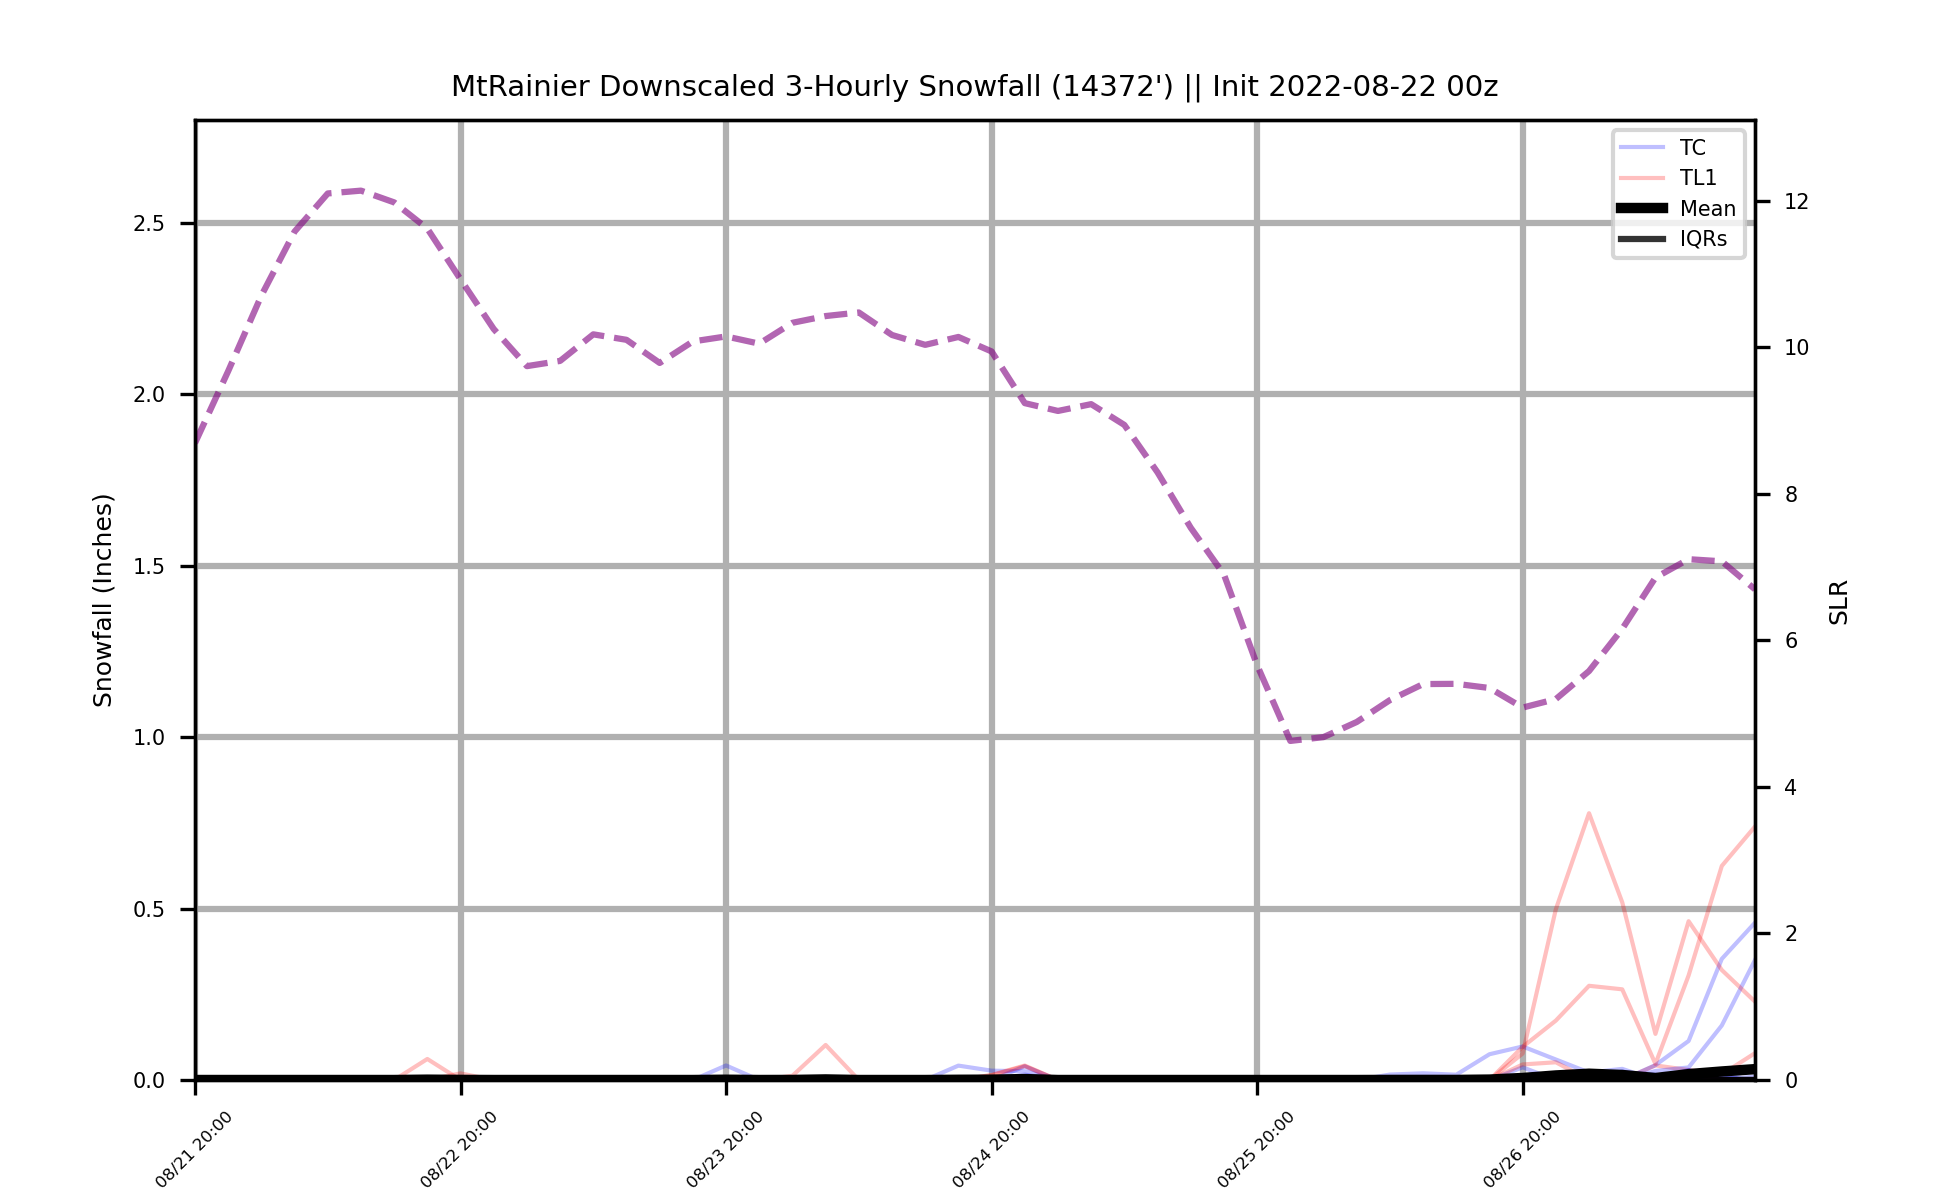 MtRainier Downscaled 3-Hourly Snowfall (14372') || Init 2022-08-22 00z
TC
TL1
Mean
IQRs
Snowfall (Inches)
2.5
2.0
1.5
1.0
0.5
0.0
12
10
8
6
4
2
0
SLR
08/21 20:00
08/22 20:00
08/23 20:00
08/24 20:00
08/25 20:00
08/26 20:00